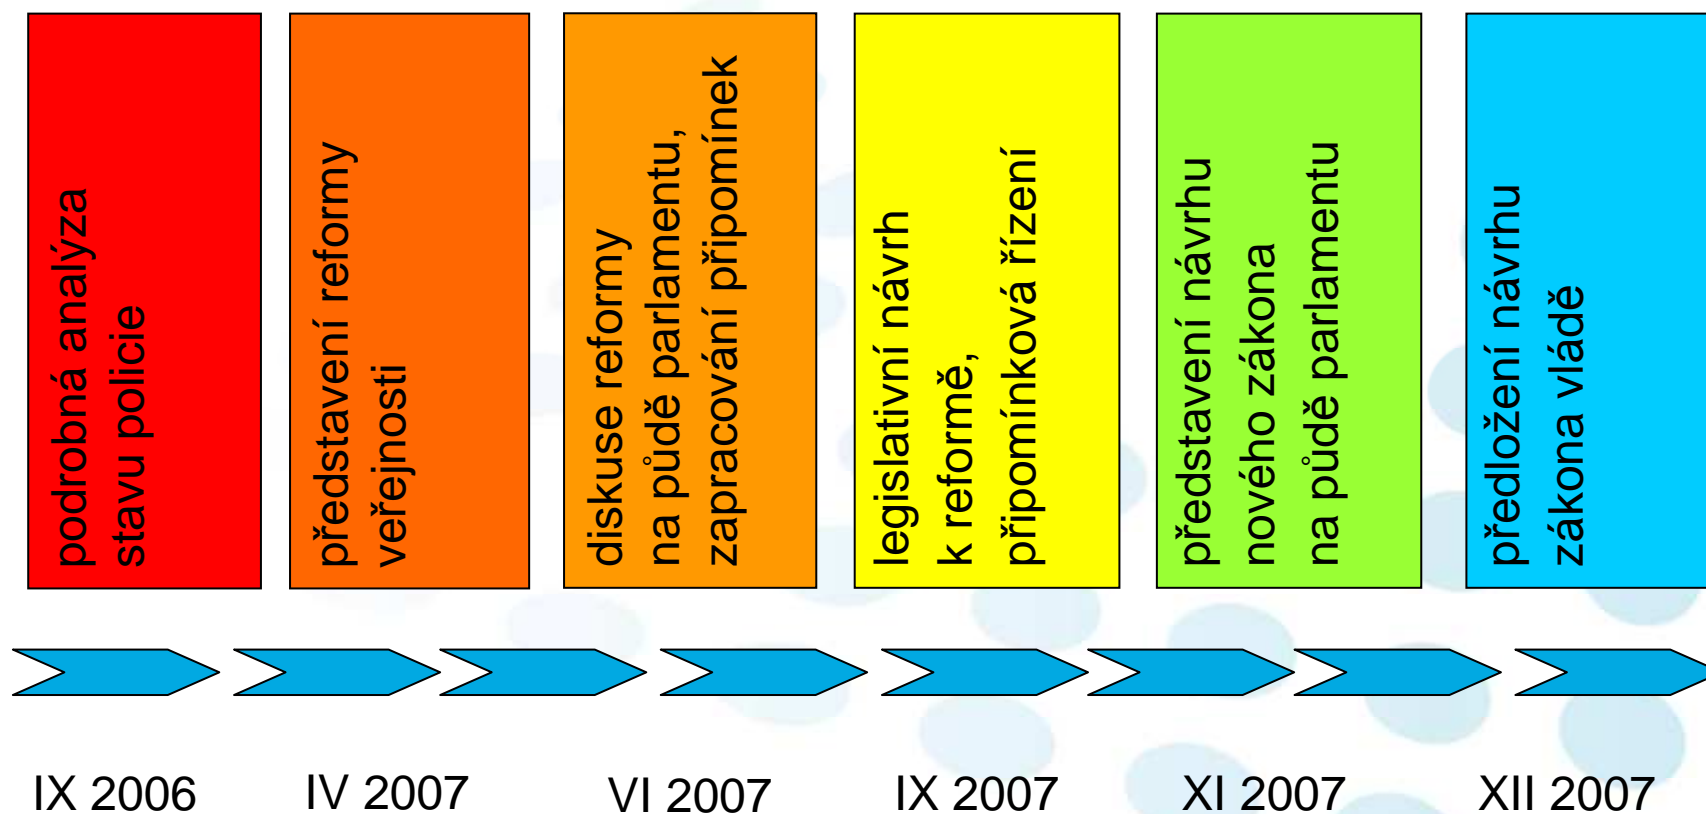 podrobná analýza
stavu policie
představení reformy
veřejnosti
diskuse reformy
na půdě parlamentu,
zapracování připomínek
legislativní návrh
k reformě,
připomínková řízení
představení návrhu
nového zákona
na půdě parlamentu
předložení návrhu
zákona vládě
IX 2006
IV 2007
VI 2007
IX 2007
XI 2007
XII 2007